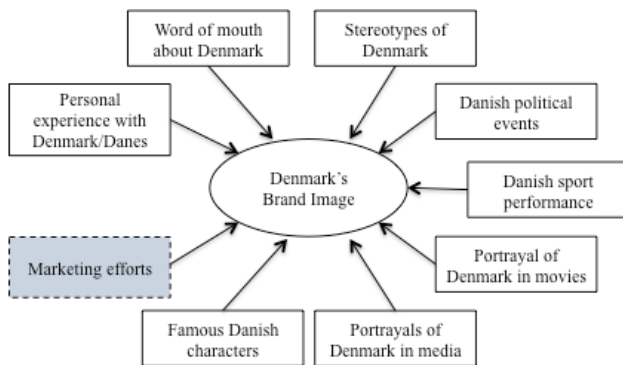 Word of mouth
about Denmark
Stereotypes of
Denmark
Personal
experience with
Denmark/Danes
Danish political
events
Denmark's
Brand Image
Danish sport
performance
Marketing efforts
Portrayal of
Denmark in movies
Famous Danish
characters
Portrayals of
Denmark in media